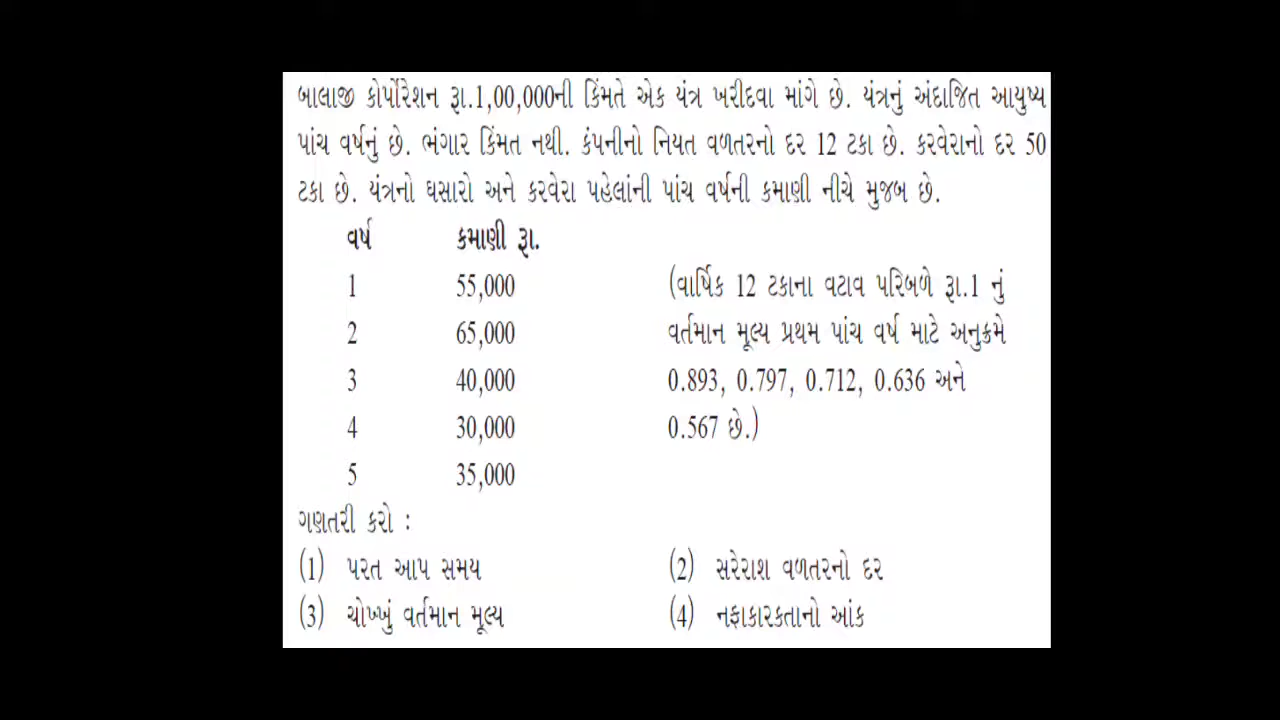 બાલાજી કોર્પોરેશન રૂા.1,00,000ની કિંમતે એક યંત્ર ખરીદવા માંગે છે. યંત્રનું અંદાજિત આયુષ્ય
પાંચ વર્ષનું છે. ભંગાર કિંમત નથી. કંપનીનો નિયત વળતરનો દર 12 ટકા છે. કરવેરાનો દર 50
ટકા છે. યંત્રનો ઘસારો અને કરવેરા પહેલાંની પાંચ વર્ષની કમાણી નીચે મુજબ છે.
વર્ષ કમાણી રૂા.
1 55,000 (વાર્ષિક 12 ટકાના વટાવ પરિબળે રૂા.1 નું
2 65,000 વર્તમાન મૂલ્ય પ્રથમ પાંચ વર્ષ માટે અનુક્રમે
3 40,000 0.893, 0.797, 0.712, 0.636 અને
4 30,000 0.567 છે.)
5 35,000
ગણતરી કરો :
(1) પરત આપ સમય (2) સરેરાશ વળતરનો દર
(3) ચોખ્ખું વર્તમાન મૂલ્ય (4) નફાકારકતાનો આંક